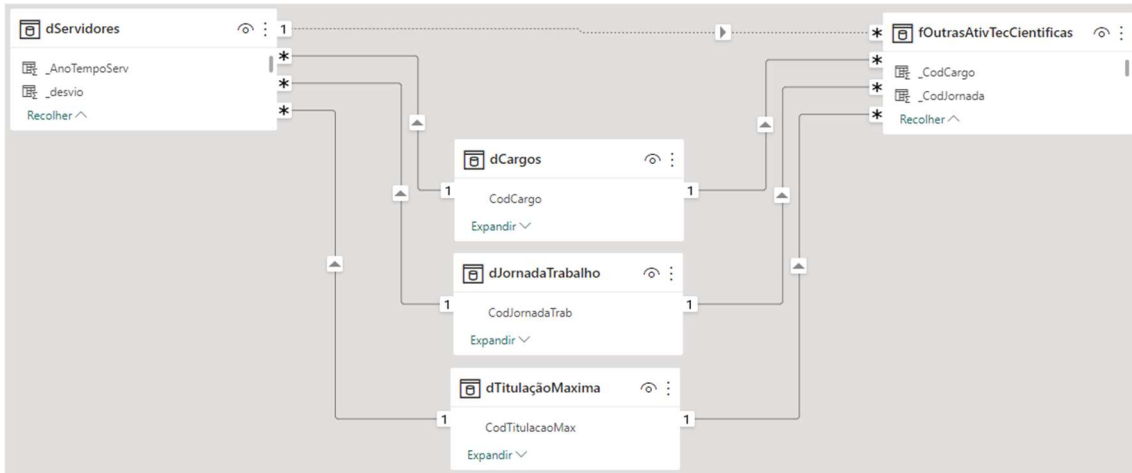 dServidores
1
*
_AnoTempoServ
*
_desvio
*
Recolher
*
fOutrasAtivTecCientificas
*
_CodCargo
*
_CodJornada
*
Recolher
dCargos
1
1
CodCargo
Expandir
dJornadaTrabalho
1
1
CodJornadaTrab
Expandir
dTitulaçãoMaxima
1
1
CodTitulacaoMax
Expandir